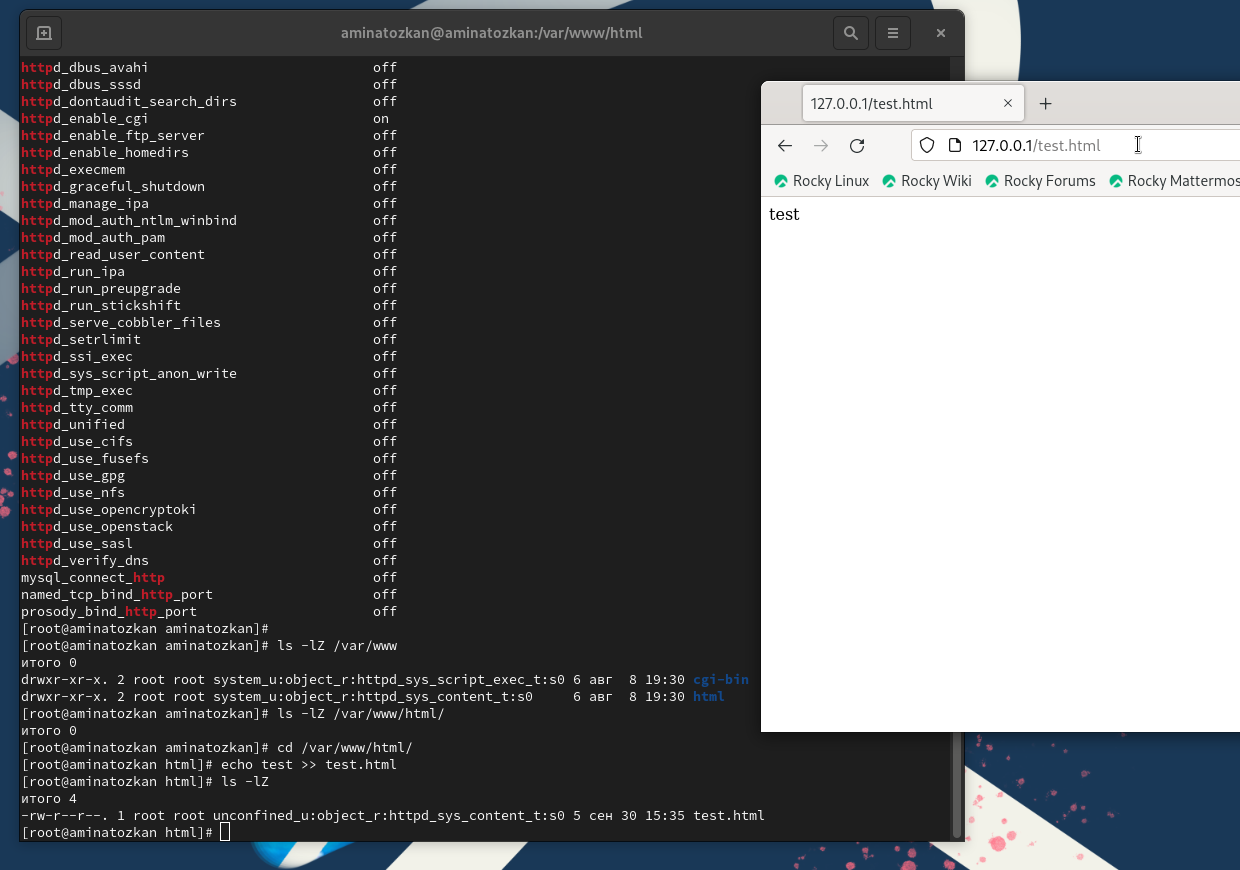 aminatozkan@aminatozkan:/var/www/html
httpd_dbus_avahi off
httpd_dbus_sssd off
httpd_dontaudit_search_dirs off
httpd_enable_cgi on
httpd_enable_ftp_server off
httpd_enable_homedirs off
httpd_execmem off
httpd_graceful_shutdown off
httpd_manage_ipa off
httpd_mod_auth_ntlm_winbind off
httpd_mod_auth_pam off
httpd_read_user_content off
httpd_run_ipa off
httpd_run_preupgrade off
httpd_run_stickshift off
httpd_serve_cobbler_files off
httpd_setrlimit off
httpd_ssi_exec off
httpd_sys_script_anon_write off
httpd_tmp_exec off
httpd_tty_comm off
httpd_unified off
httpd_use_cifs off
httpd_use_fusefs off
httpd_use_gpg off
httpd_use_nfs off
httpd_use_opencryptoki off
httpd_use_openstack off
httpd_use_sasl off
httpd_verify_dns off
mysql_connect_http off
named_tcp_bind_http_port off
prosody_bind_http_port off
[root@aminatozkan aminatozkan]#
[root@aminatozkan aminatozkan]# ls -lZ /var/www
итого 0
drwxr-xr-x. 2 root root system_u:object_r:httpd_sys_script_exec_t:s0 6 авг  8 19:30 cgi-bin
drwxr-xr-x. 2 root root system_u:object_r:httpd_sys_content_t:s0     6 авг  8 19:30 html
[root@aminatozkan aminatozkan]# ls -lZ /var/www/html/
итого 0
[root@aminatozkan aminatozkan]# cd /var/www/html/
[root@aminatozkan html]# echo test >> test.html
[root@aminatozkan html]# ls -lZ
итого 4
-rw-r--r--. 1 root root unconfined_u:object_r:httpd_sys_content_t:s0 5 сен 30 15:35 test.html
[root@aminatozkan html]#
127.0.0.1/test.html
127.0.0.1/test.html
Rocky Linux Rocky Wiki Rocky Forums Rocky Mattermos
test